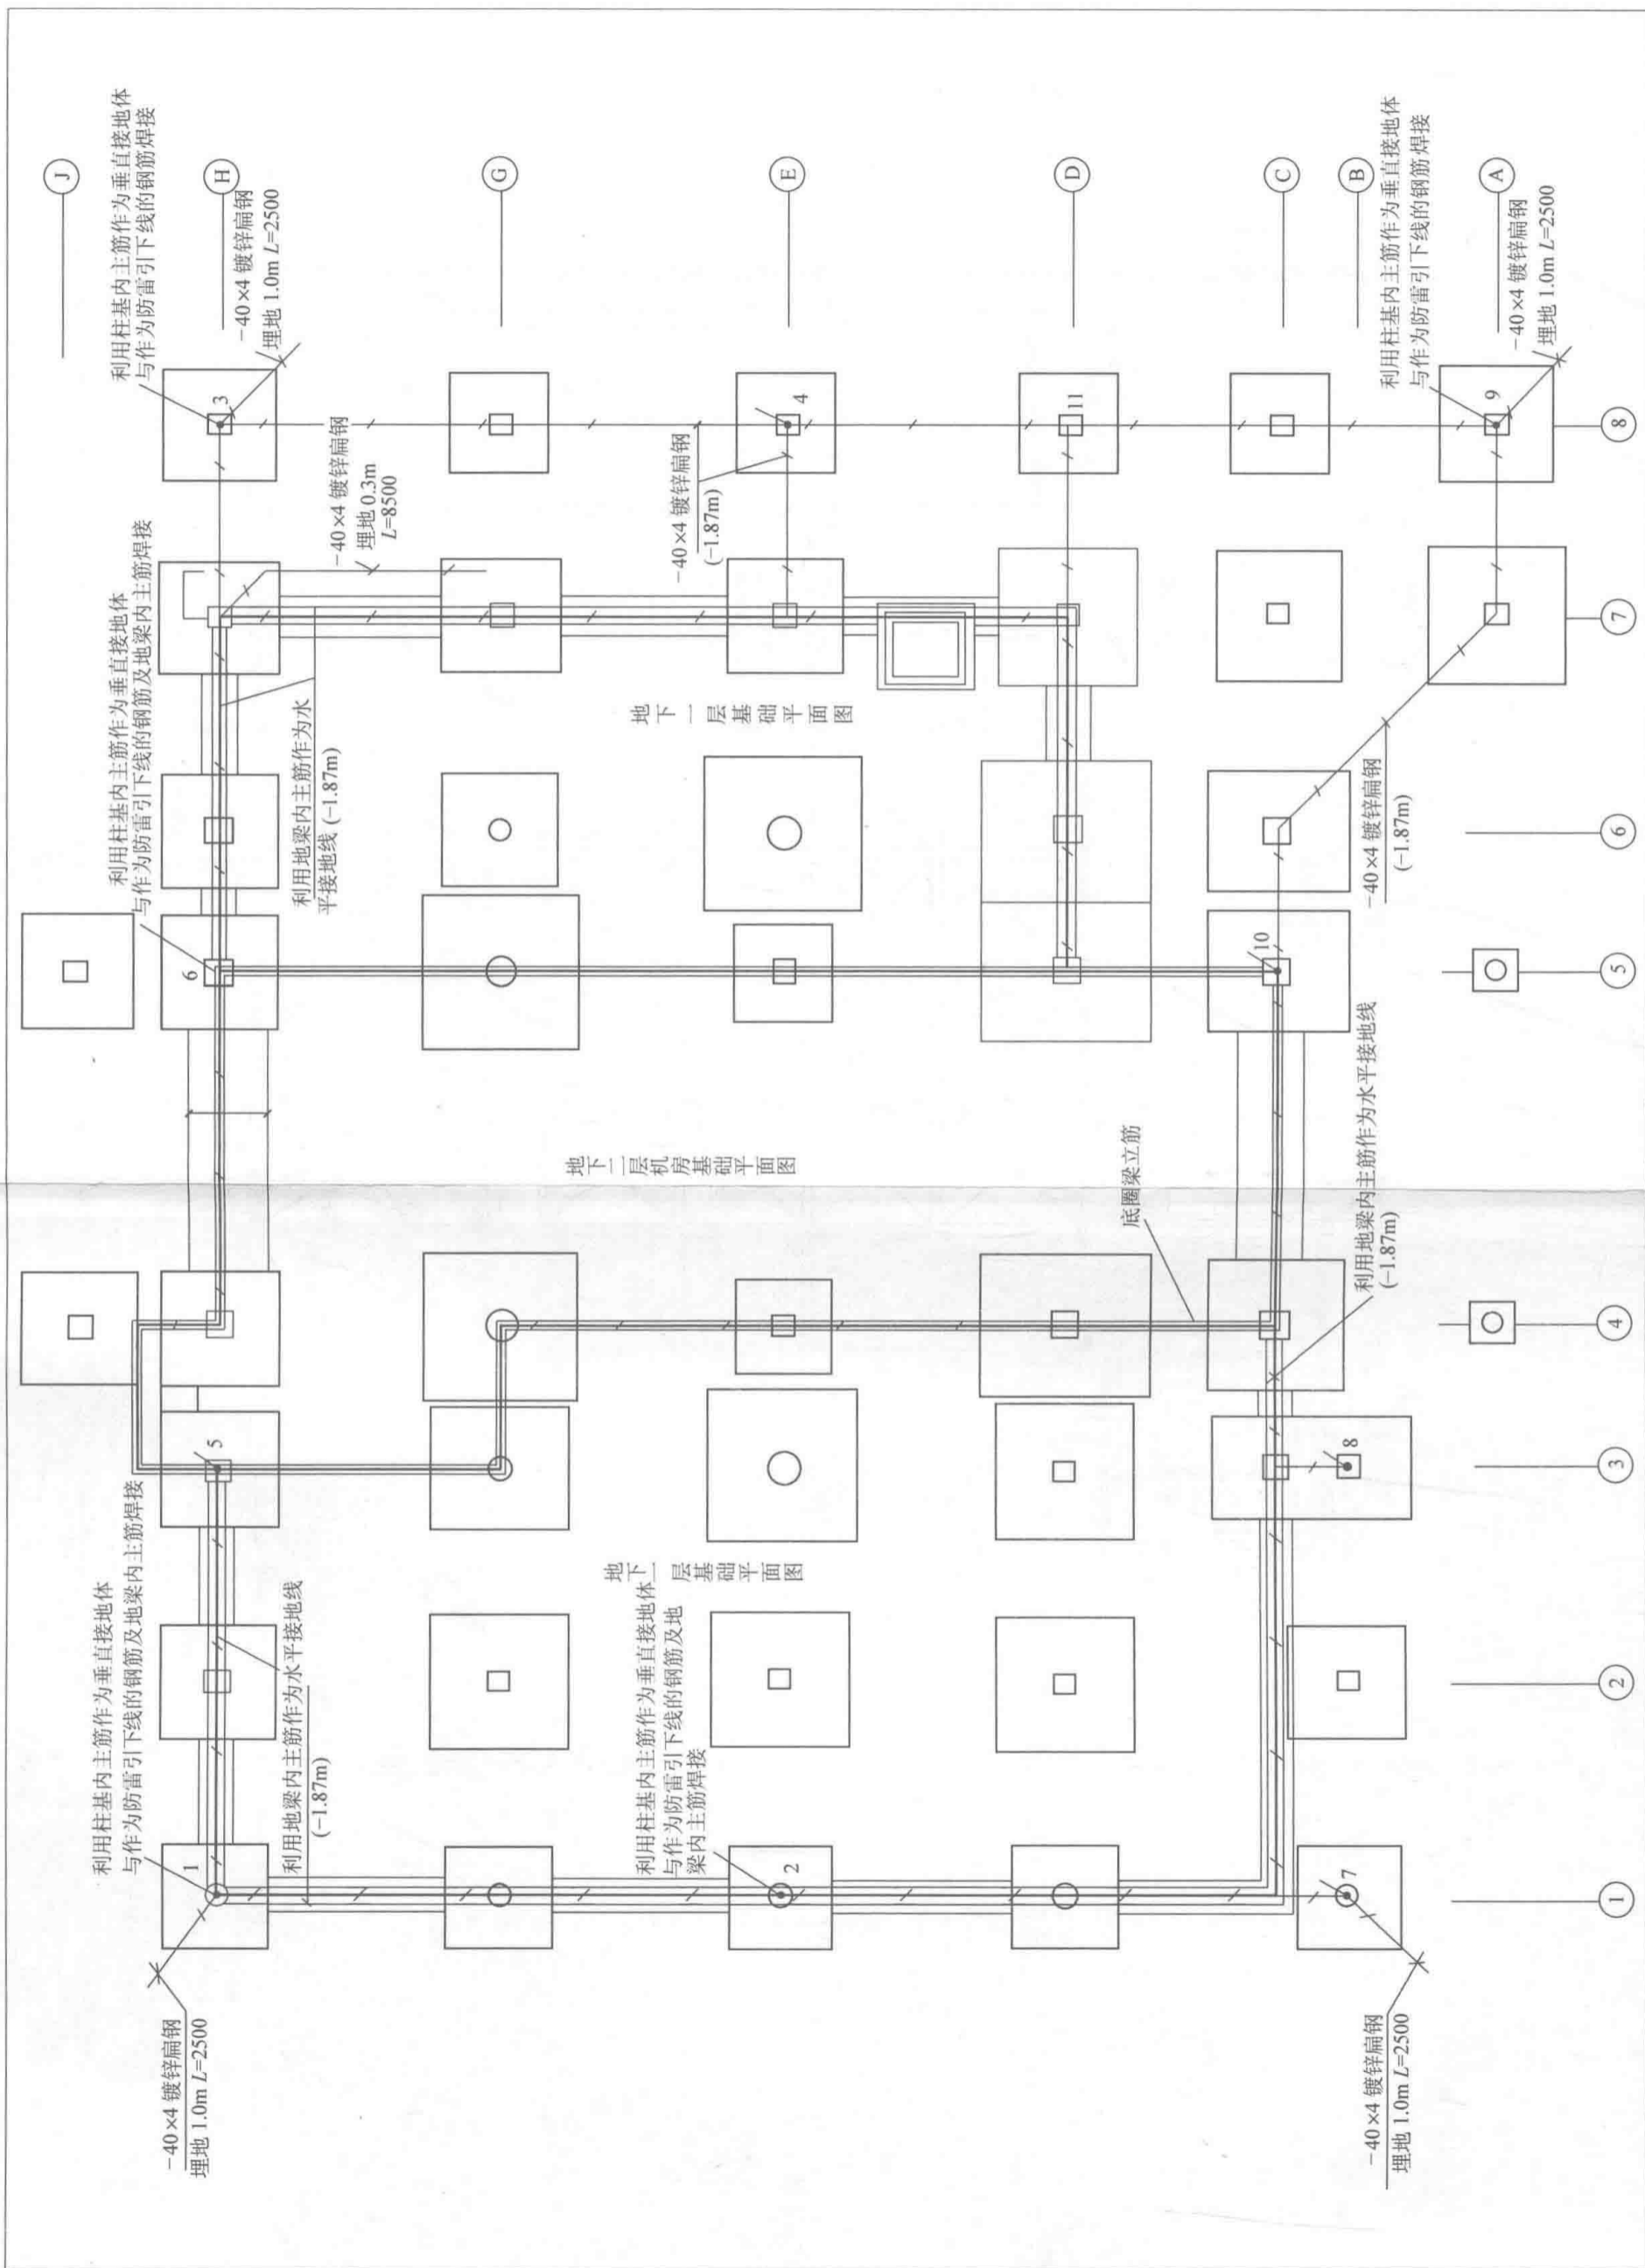 J
利用柱基内主筋作为垂直接地体
与作为防雷引下线的钢筋焊接
H
-40×4 镀锌扁钢
埋地 1.0m L=2500
G
E
D
C
B
利用柱基内主筋作为垂直接地体
与作为防雷引下线的钢筋焊接
A
-40×4 镀锌扁钢
埋地 1.0m L=2500
3
4
11
9
8
-40×4 镀锌扁钢
埋地 0.3m
L=8500
-40×4 镀锌扁钢
(-1.87m)
利用柱基内主筋作为垂直接地体
与作为防雷引下线的钢筋及地梁内主筋焊接
7
利用地梁内主筋作为水
平接地线 (-1.87m)
地下一层基础平面图
-40×4 镀锌扁钢
(-1.87m)
6
6
10
5
地下二层机房基础平面图
底圈梁立筋
利用地梁内主筋作为水平接地线
(-1.87m)
4
5
8
3
利用柱基内主筋作为垂直接地体
与作为防雷引下线的钢筋及地梁内主筋焊接
利用地梁内主筋作为水平接地线
(-1.87m)
地下一层基础平面图
利用柱基内主筋作为垂直接地体
与作为防雷引下线的钢筋及地
梁内主筋焊接
2
1
2
7
1
-40×4 镀锌扁钢
埋地 1.0m L=2500
-40×4 镀锌扁钢
埋地 1.0m L=2500